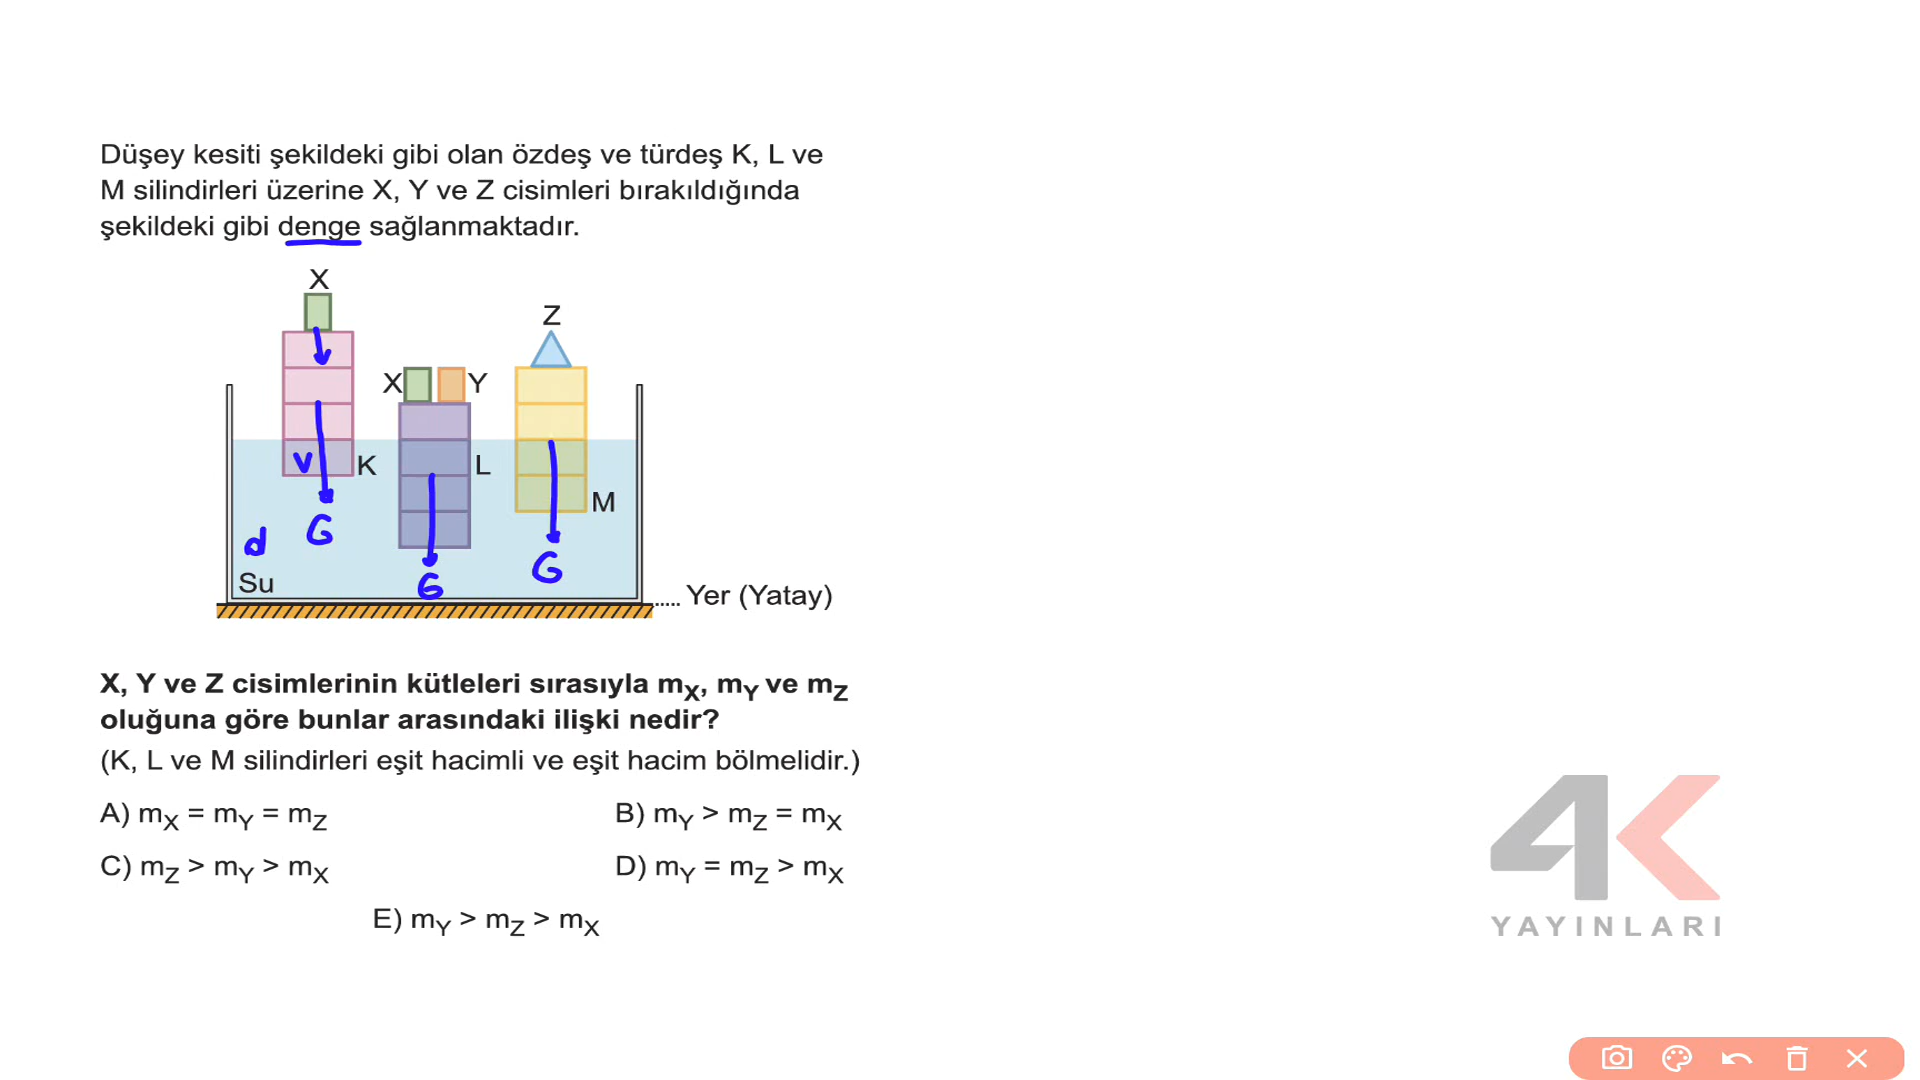 Düşey kesiti şekildeki gibi olan özdeş ve türdeş K, L ve
M silindirleri üzerine X, Y ve Z cisimleri bırakıldığında
şekildeki gibi denge sağlanmaktadır.
X
Z
X Y
v K
L
M
d G
G
G
Su
..... Yer (Yatay)
X, Y ve Z cisimlerinin kütleleri sırasıyla mX, mY ve mZ
oluğuna göre bunlar arasındaki ilişki nedir?
(K, L ve M silindirleri eşit hacimli ve eşit hacim bölmelidir.)
A) mX = mY = mZ
B) mY > mZ = mX
C) mZ > mY > mX
D) mY = mZ > mX
E) mY > mZ > mX
4K
YAYINLARI